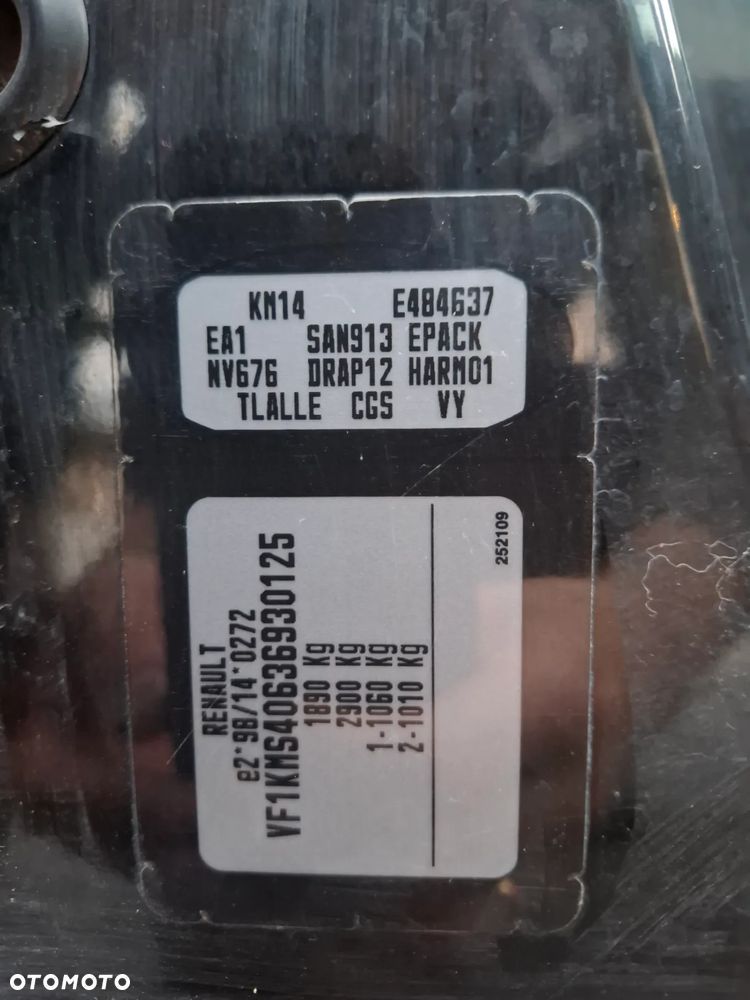 KM14 E484637
EA1 SAN913 EPACK
NV676 DRAP12 HARM01
TLALLE CGS VY
RENAULT
e2*98/14*0272
VF1KMS40636930125
1890 Kg
2900 Kg
1-1060 Kg
2-1010 Kg
252109
OTOMOTO